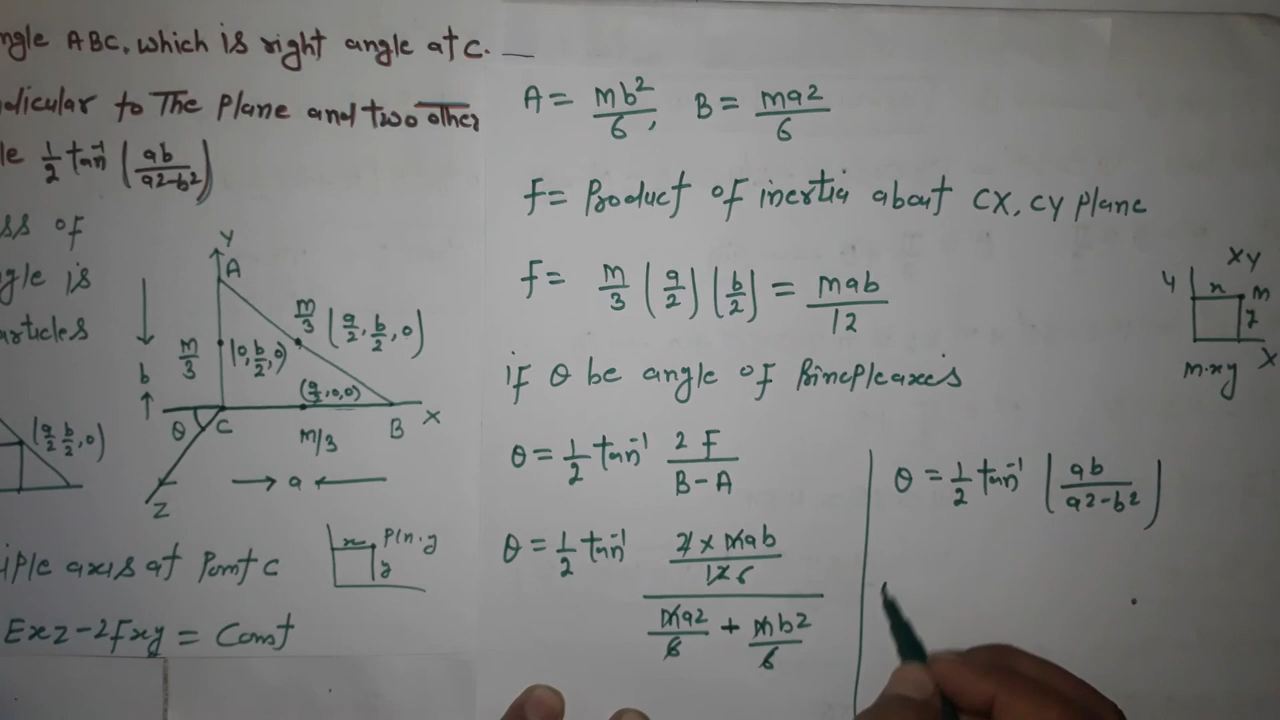 ngle ABC, which is right angle at C.
dicular to The plane and two other
le 1/2 tan⁻¹ (ab/a2-b2)
ss of
gle is
articles
Y
A
m/3 (a/2, b/2, 0)
m/3
(0, b/2, 0)
b
(a/2, 0, 0)
θ C m/3 B X
a
Z
(a/2 b/2, 0)
iple axis at Point C
x P(x.y
y
Exz-2Fxy = Const
A = mb²/6, B = ma2/6
F = Product of inertia about CX, CY plane
F = m/3 (a/2) (b/2) = mab/12
if θ be angle of Principleaxis
θ = 1/2 tan⁻¹ 2F/B-A
θ = 1/2 tan⁻¹ (2 x mab/12 6)/(ma2/6 + mb2/6)
θ = 1/2 tan⁻¹ (ab/a2-b2)
XY
y x m
y
X
m.xy